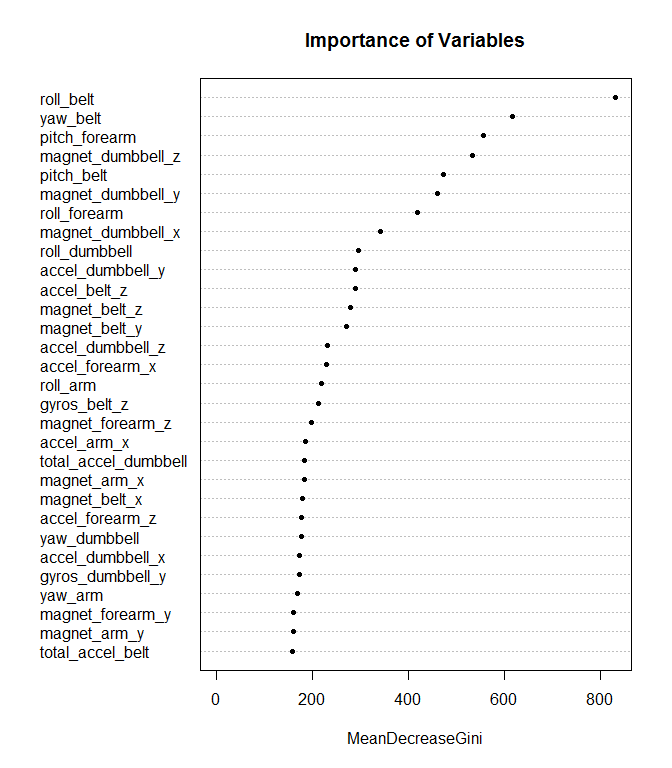 Importance of Variables
roll_belt
yaw_belt
pitch_forearm
magnet_dumbbell_z
pitch_belt
magnet_dumbbell_y
roll_forearm
magnet_dumbbell_x
roll_dumbbell
accel_dumbbell_y
accel_belt_z
magnet_belt_z
magnet_belt_y
accel_dumbbell_z
accel_forearm_x
roll_arm
gyros_belt_z
magnet_forearm_z
accel_arm_x
total_accel_dumbbell
magnet_arm_x
magnet_belt_x
accel_forearm_z
yaw_dumbbell
accel_dumbbell_x
gyros_dumbbell_y
yaw_arm
magnet_forearm_y
magnet_arm_y
total_accel_belt
0 200 400 600 800
MeanDecreaseGini